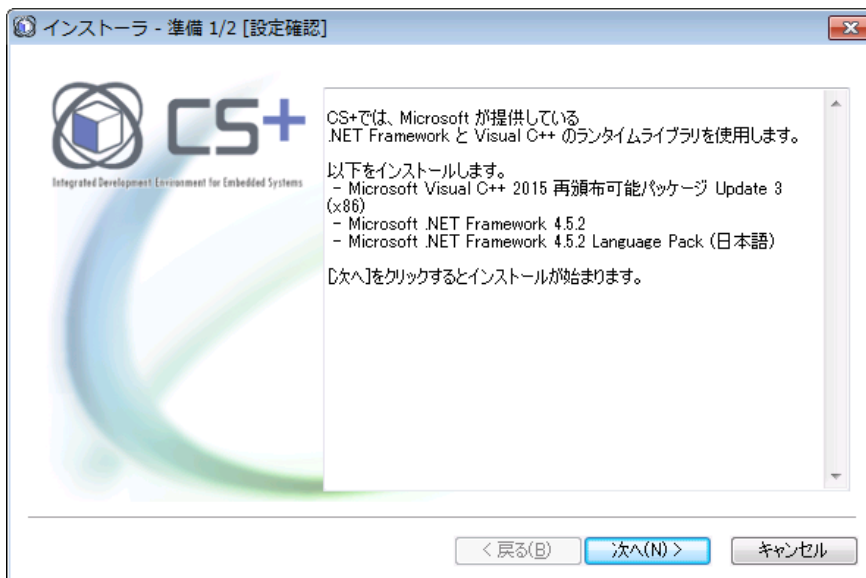 インストーラ - 準備 1/2 [設定確認]
CS+
Integrated Development Environment for Embedded Systems
CS+では、Microsoft が提供している
.NET Framework と Visual C++ のランタイムライブラリを使用します。
以下をインストールします。
- Microsoft Visual C++ 2015 再頒布可能パッケージ Update 3
(x86)
- Microsoft .NET Framework 4.5.2
- Microsoft .NET Framework 4.5.2 Language Pack (日本語)
[次へ]をクリックするとインストールが始まります。
< 戻る(B)
次へ(N) >
キャンセル